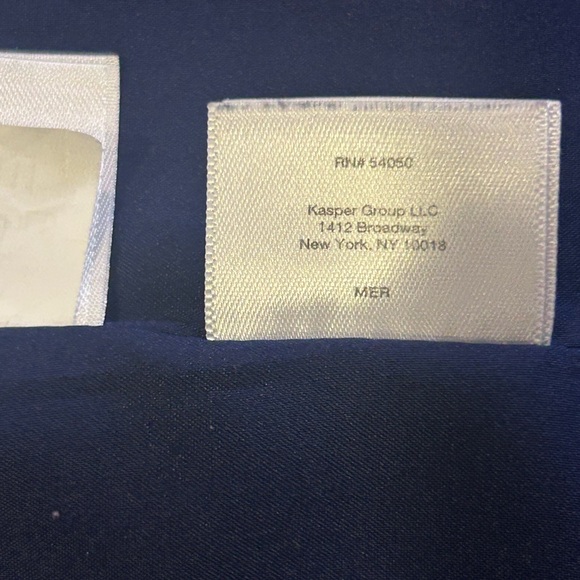 RN# 54050
Kasper Group LLC
1412 Broadway
New York, NY 10018
MER